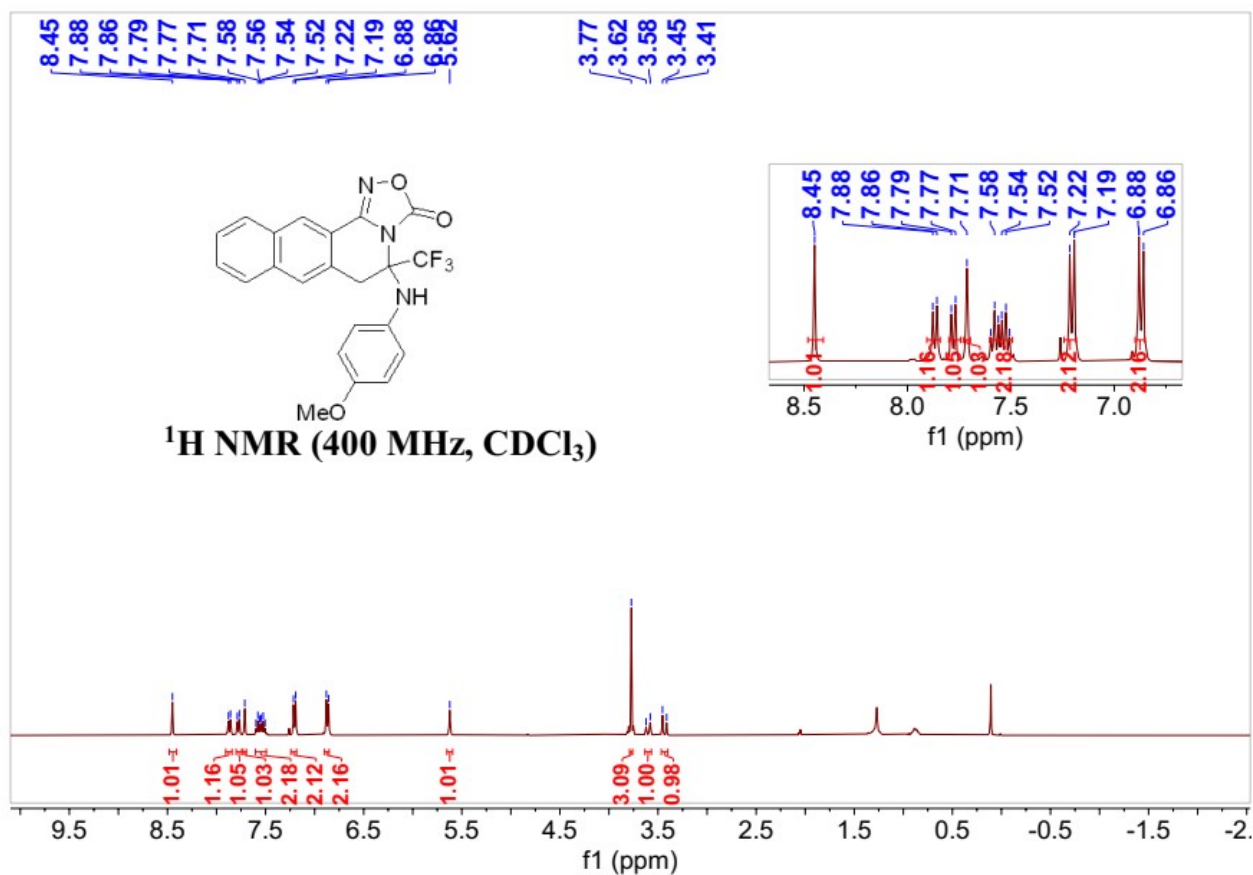 8.45 7.88 7.86 7.79 7.77 7.71 7.58 7.56 7.54 7.52 7.22 7.19 6.88 6.86 5.62 3.77 3.62 3.58 3.45 3.41
8.45 7.88 7.86 7.79 7.77 7.71 7.58 7.54 7.52 7.22 7.19 6.88 6.86
N O
O
N
CF3
NH
MeO
1.01 1.16 1.05 1.03 2.18 2.12 2.16
8.5 8.0 7.5 7.0
f1 (ppm)
¹H NMR (400 MHz, CDCl₃)
1.01 1.16 1.05 1.03 2.18 2.12 2.16 1.01 3.09 1.00 0.98
9.5 8.5 7.5 6.5 5.5 4.5 3.5 2.5 1.5 0.5 -0.5 -1.5 -2.
f1 (ppm)